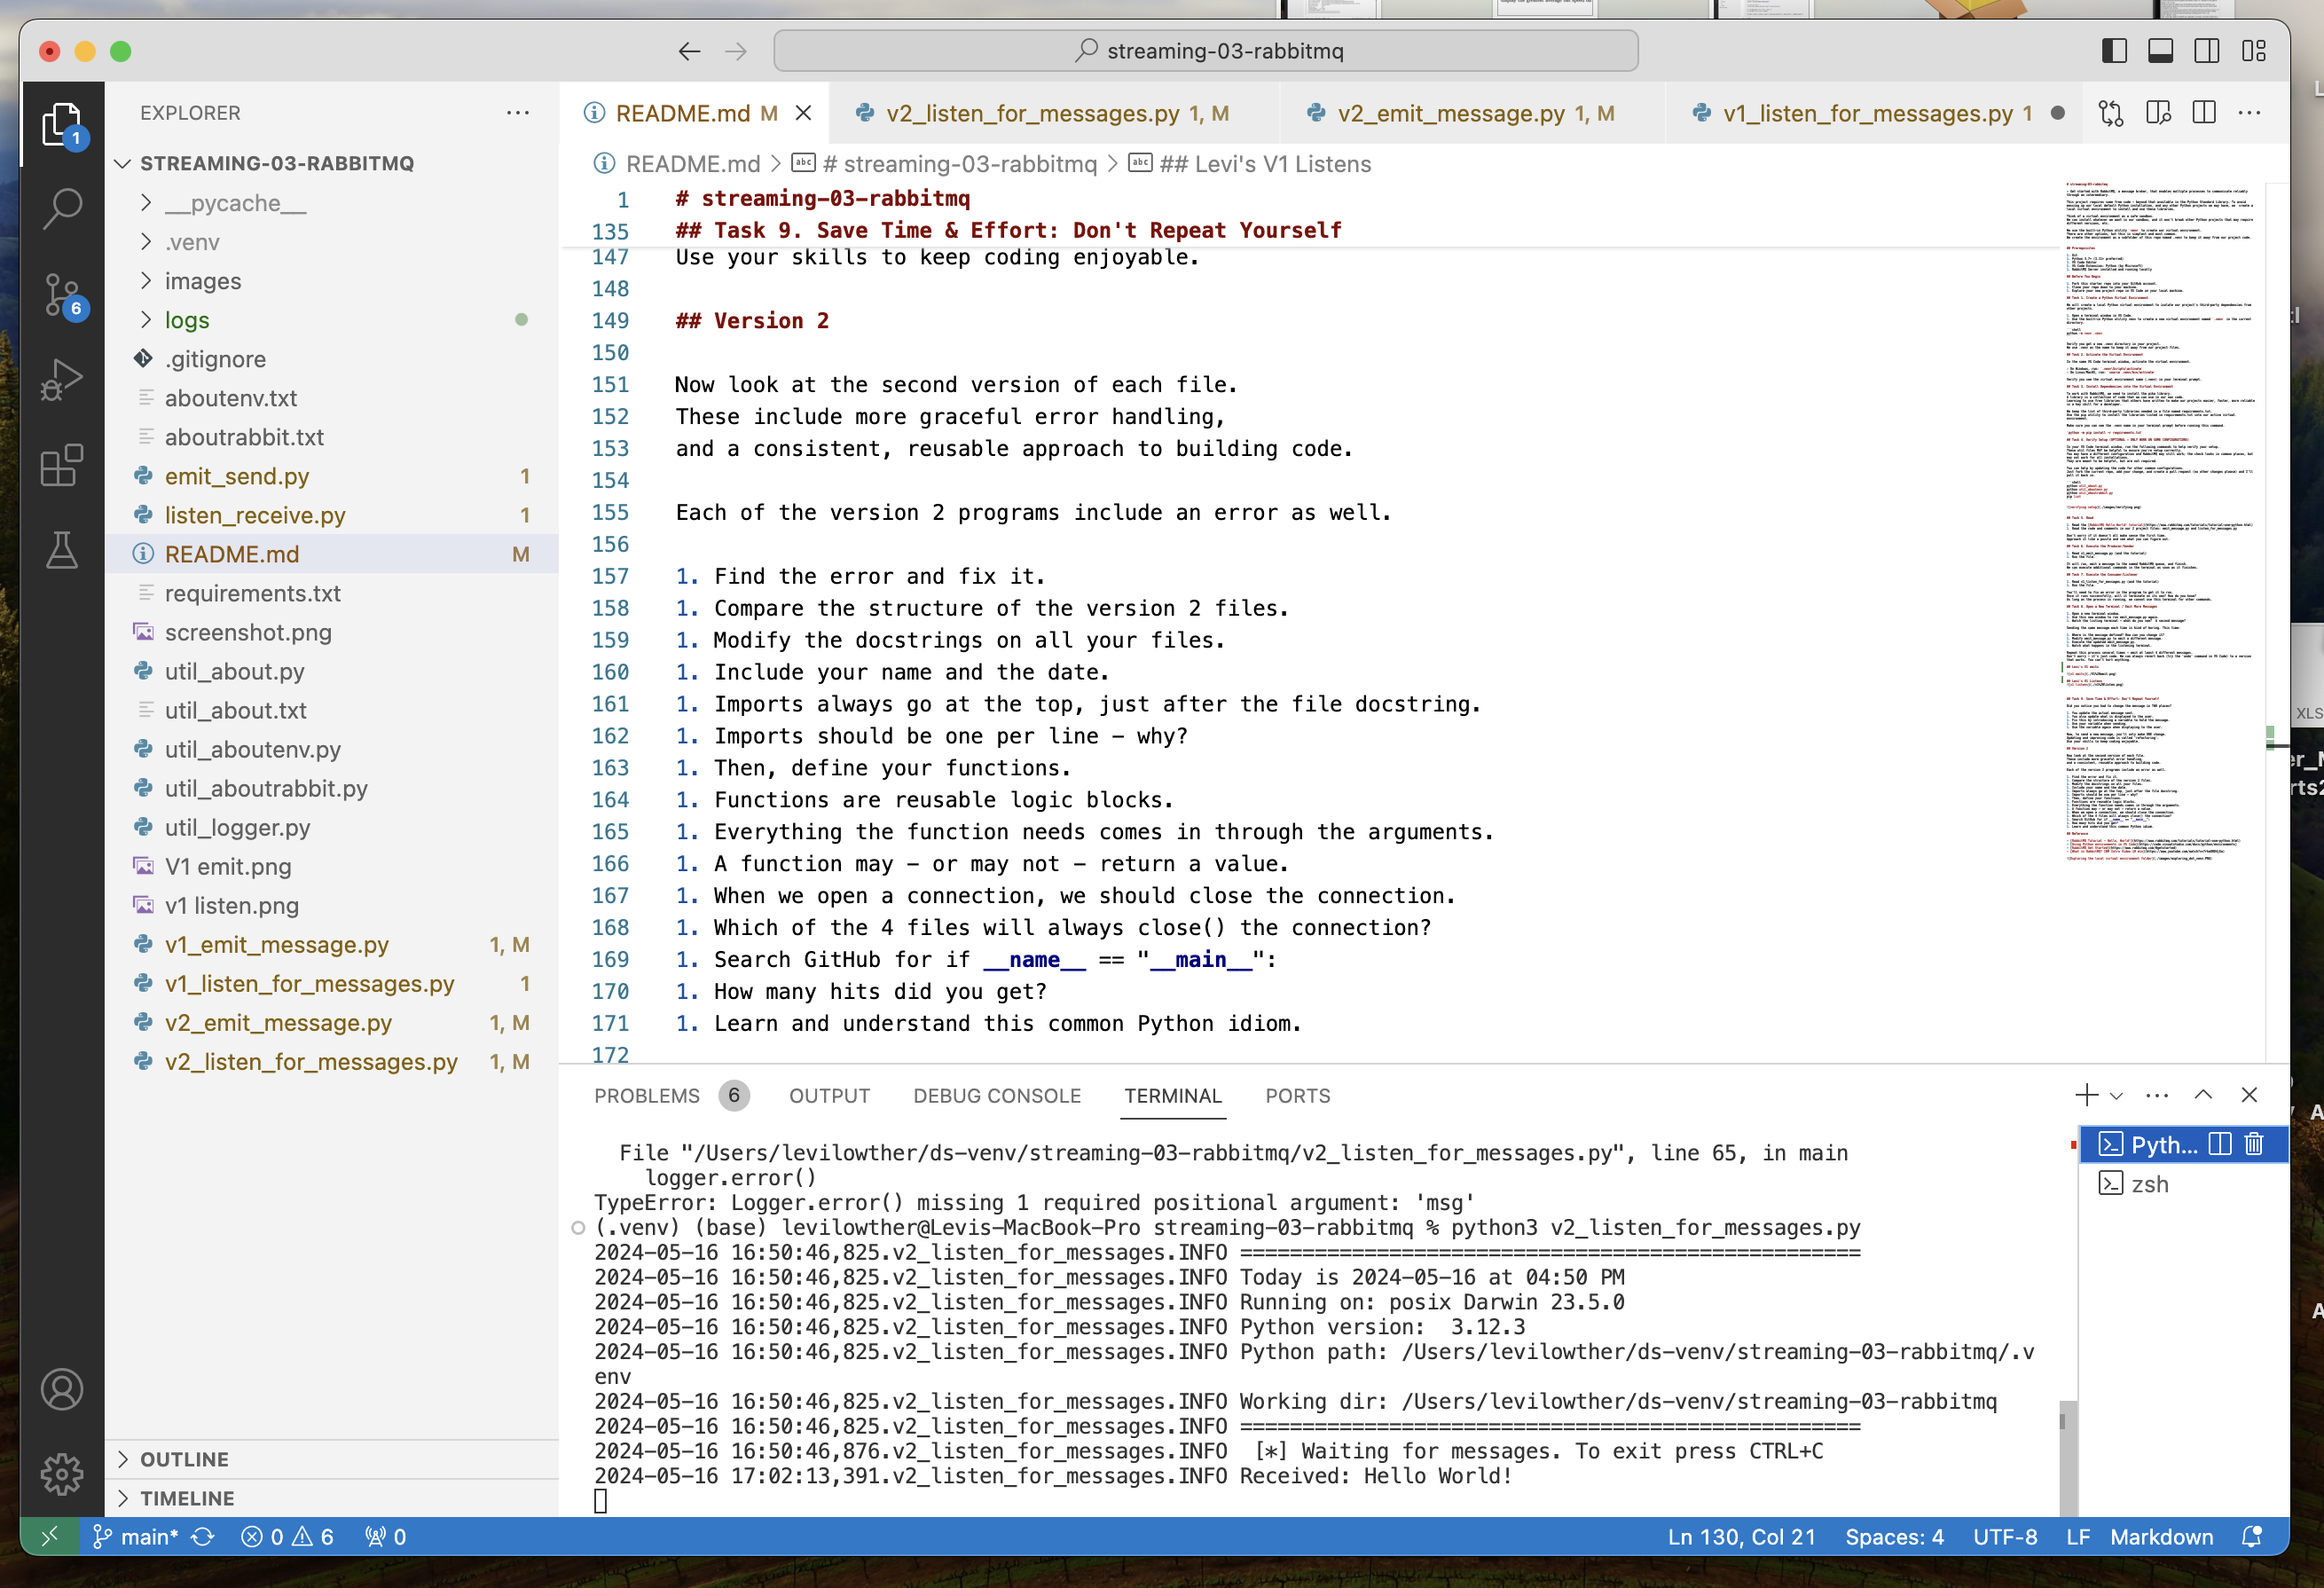 streaming-03-rabbitmq
EXPLORER
README.md M
v2_listen_for_messages.py 1, M
v2_emit_message.py 1, M
v1_listen_for_messages.py 1
1
6
README.md > # streaming-03-rabbitmq > ## Levi's V1 Listens
STREAMING-03-RABBITMQ
__pycache__
.venv
images
logs
.gitignore
aboutenv.txt
aboutrabbit.txt
emit_send.py 1
listen_receive.py 1
README.md M
requirements.txt
screenshot.png
util_about.py
util_about.txt
util_aboutenv.py
util_aboutrabbit.py
util_logger.py
V1 emit.png
v1 listen.png
v1_emit_message.py 1, M
v1_listen_for_messages.py 1
v2_emit_message.py 1, M
v2_listen_for_messages.py 1, M
OUTLINE
TIMELINE
1 # streaming-03-rabbitmq
135 ## Task 9. Save Time & Effort: Don't Repeat Yourself
147 Use your skills to keep coding enjoyable.
148
149 ## Version 2
150
151 Now look at the second version of each file.
152 These include more graceful error handling,
153 and a consistent, reusable approach to building code.
154
155 Each of the version 2 programs include an error as well.
156
157 1. Find the error and fix it.
158 1. Compare the structure of the version 2 files.
159 1. Modify the docstrings on all your files.
160 1. Include your name and the date.
161 1. Imports always go at the top, just after the file docstring.
162 1. Imports should be one per line - why?
163 1. Then, define your functions.
164 1. Functions are reusable logic blocks.
165 1. Everything the function needs comes in through the arguments.
166 1. A function may - or may not - return a value.
167 1. When we open a connection, we should close the connection.
168 1. Which of the 4 files will always close() the connection?
169 1. Search GitHub for if __name__ == "__main__":
170 1. How many hits did you get?
171 1. Learn and understand this common Python idiom.
172
PROBLEMS 6 OUTPUT DEBUG CONSOLE TERMINAL PORTS
File "/Users/levilowther/ds-venv/streaming-03-rabbitmq/v2_listen_for_messages.py", line 65, in main
logger.error()
TypeError: Logger.error() missing 1 required positional argument: 'msg'
(.venv) (base) levilowther@Levis-MacBook-Pro streaming-03-rabbitmq % python3 v2_listen_for_messages.py
2024-05-16 16:50:46,825.v2_listen_for_messages.INFO ==================================================
2024-05-16 16:50:46,825.v2_listen_for_messages.INFO Today is 2024-05-16 at 04:50 PM
2024-05-16 16:50:46,825.v2_listen_for_messages.INFO Running on: posix Darwin 23.5.0
2024-05-16 16:50:46,825.v2_listen_for_messages.INFO Python version:  3.12.3
2024-05-16 16:50:46,825.v2_listen_for_messages.INFO Python path: /Users/levilowther/ds-venv/streaming-03-rabbitmq/.v
env
2024-05-16 16:50:46,825.v2_listen_for_messages.INFO Working dir: /Users/levilowther/ds-venv/streaming-03-rabbitmq
2024-05-16 16:50:46,825.v2_listen_for_messages.INFO ==================================================
2024-05-16 16:50:46,876.v2_listen_for_messages.INFO  [*] Waiting for messages. To exit press CTRL+C
2024-05-16 17:02:13,391.v2_listen_for_messages.INFO Received: Hello World!
Pyth...
zsh
XLS
main* 0 6 0
Ln 130, Col 21 Spaces: 4 UTF-8 LF Markdown